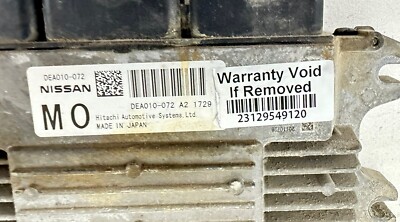 DEA010-072
NISSAN
DEA010-072 A2 1729
MO
Hitachi Automotive Systems,Ltd
MADE IN JAPAN
Warranty Void
If Removed
23129549120